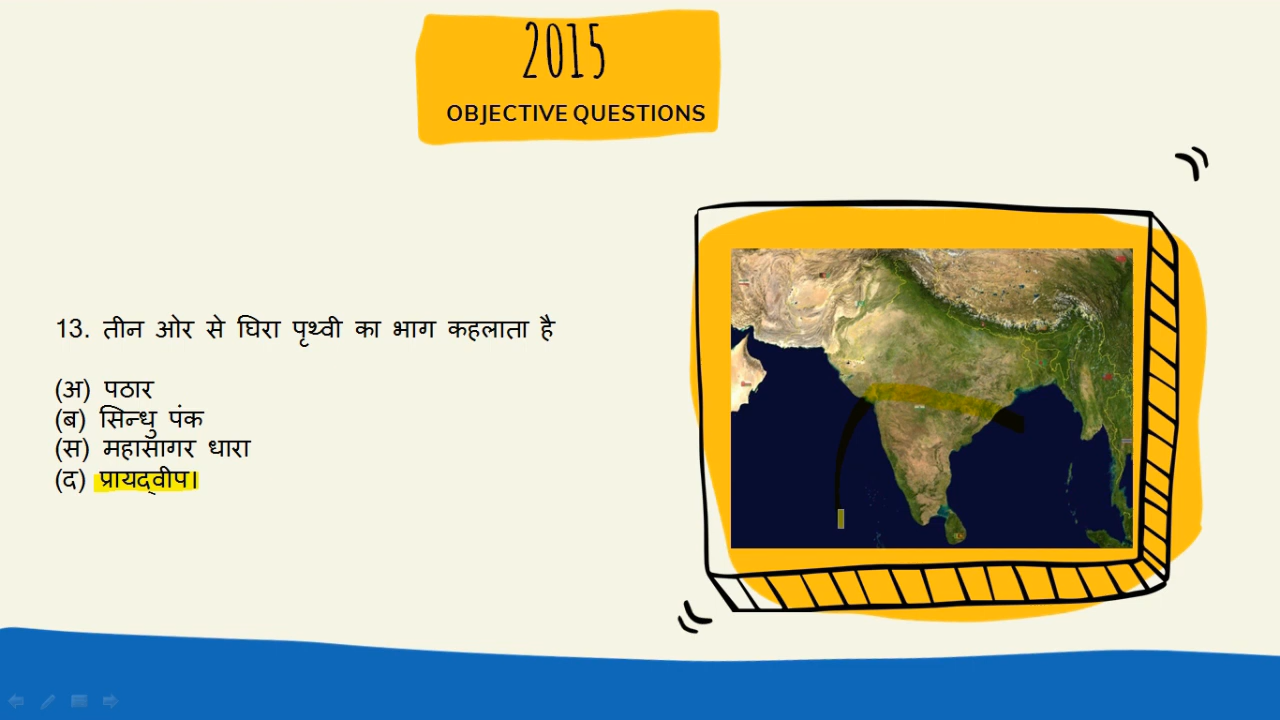 2015
OBJECTIVE QUESTIONS
13. तीन ओर से घिरा पृथ्वी का भाग कहलाता है
(अ) पठार
(ब) सिन्धु पंक
(स) महासागर धारा
(द) प्रायद्वीप।